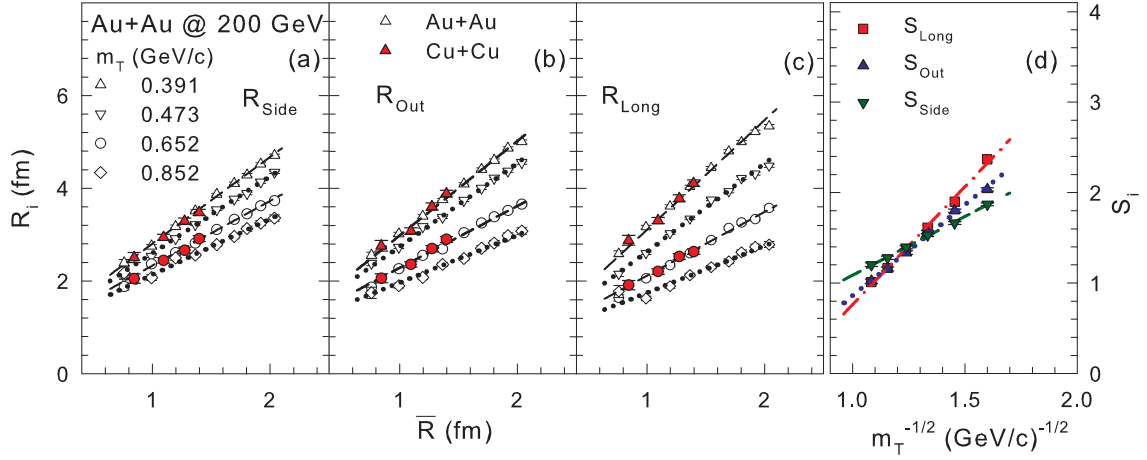 Au+Au @ 200 GeV
m_T (GeV/c)
0.391
0.473
0.652
0.852
(a)
R_Side
Au+Au
Cu+Cu
(b)
R_Out
(c)
R_Long
S_Long
S_Out
S_Side
(d)
R_i (fm)
6
4
2
0
1 2
1 2
1 2
R̅ (fm)
1.0 1.5 2.0
m_T^-1/2 (GeV/c)^-1/2
4
3
2
1
0
S_i